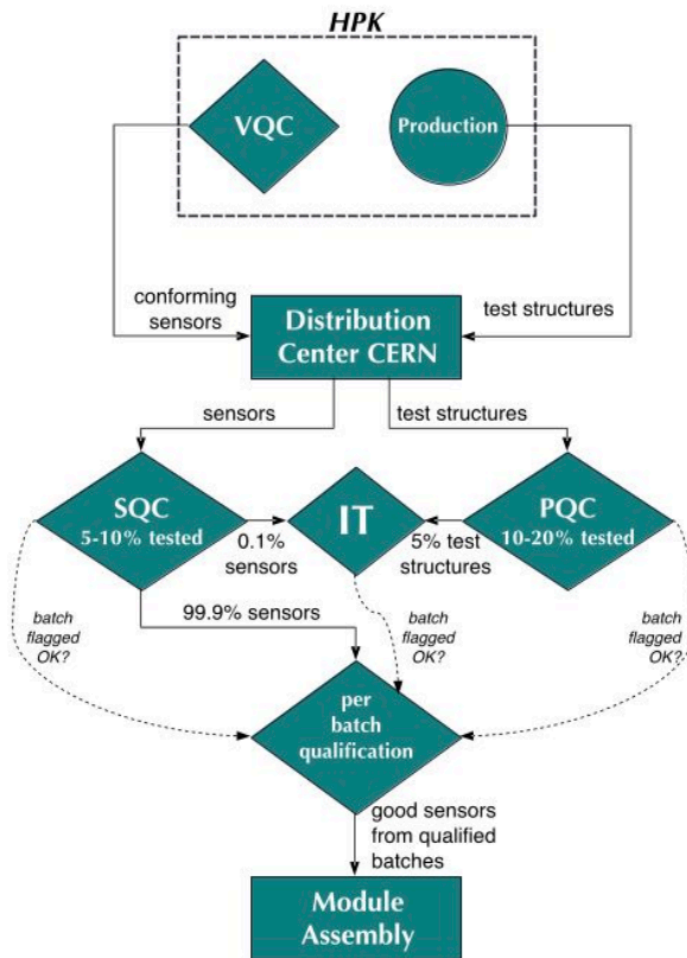 HPK
VQC
Production
conforming
sensors
test structures
Distribution
Center CERN
sensors
test structures
SQC
5-10% tested
IT
PQC
10-20% tested
0.1%
sensors
5% test
structures
99.9% sensors
batch
flagged
OK?
batch
flagged
OK?
batch
flagged
OK?
per
batch
qualification
good sensors
from qualified
batches
Module
Assembly